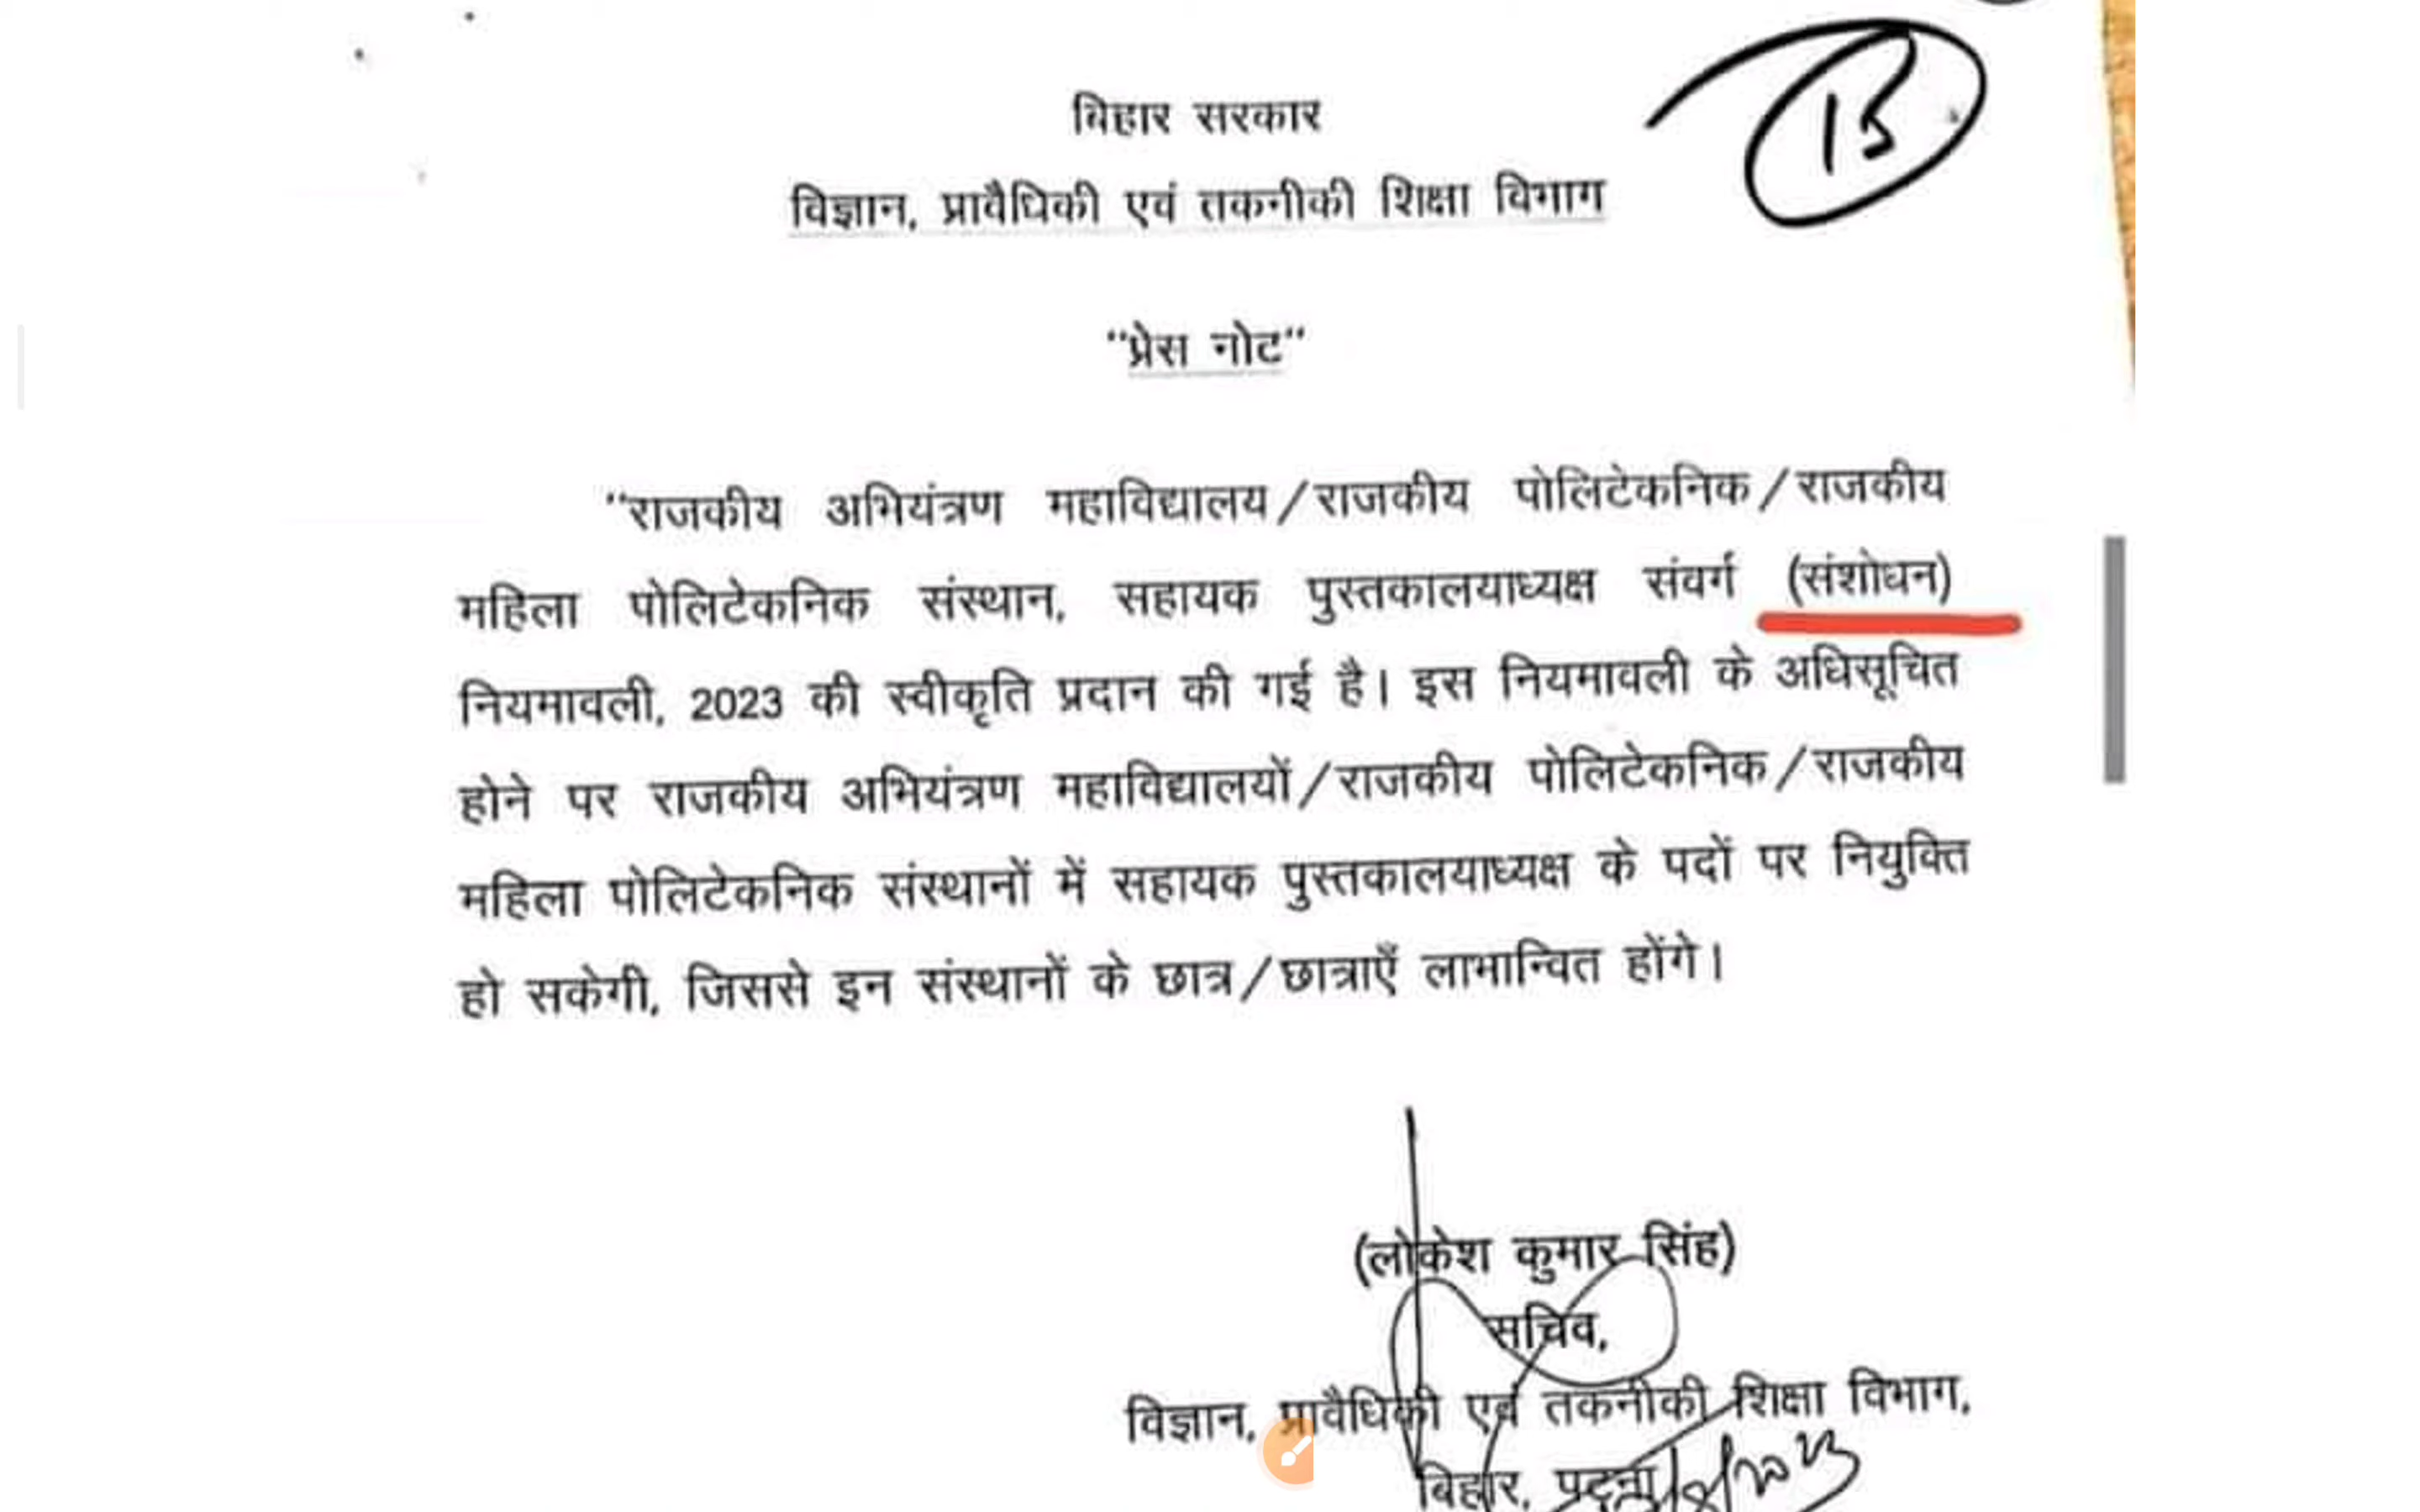 13
बिहार सरकार
विज्ञान, प्रावैधिकी एवं तकनीकी शिक्षा विभाग
"प्रेस नोट"
"राजकीय अभियंत्रण महाविद्यालय/राजकीय पोलिटेकनिक/राजकीय
महिला पोलिटेकनिक संस्थान, सहायक पुस्तकालयाध्यक्ष संवर्ग (संशोधन)
नियमावली, 2023 की स्वीकृति प्रदान की गई है। इस नियमावली के अधिसूचित
होने पर राजकीय अभियंत्रण महाविद्यालयों/राजकीय पोलिटेकनिक/राजकीय
महिला पोलिटेकनिक संस्थानों में सहायक पुस्तकालयाध्यक्ष के पदों पर नियुक्ति
हो सकेगी, जिससे इन संस्थानों के छात्र/छात्राएँ लाभान्वित होंगे।
(लोकेश कुमार सिंह)
सचिव,
विज्ञान, प्रावैधिकी एवं तकनीकी शिक्षा विभाग,
बिहार, पटना